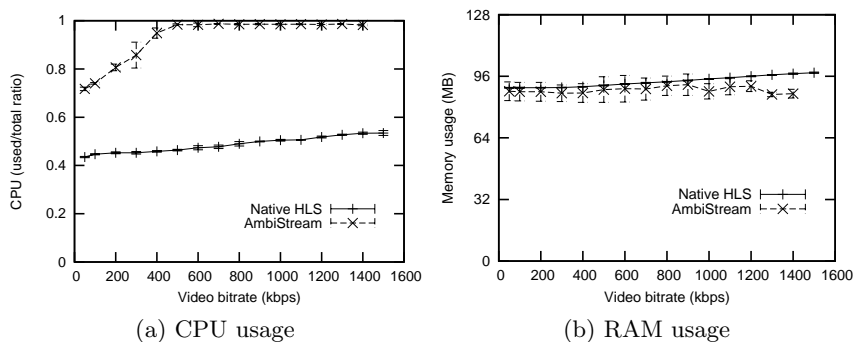 1
0.8
0.6
0.4
0.2
0
CPU (used/total ratio)
Native HLS
AmbiStream
0 200 400 600 800 1000 1200 1400 1600
Video bitrate (kbps)
(a) CPU usage
128
96
64
32
0
Memory usage (MB)
Native HLS
AmbiStream
0 200 400 600 800 1000 1200 1400 1600
Video bitrate (kbps)
(b) RAM usage